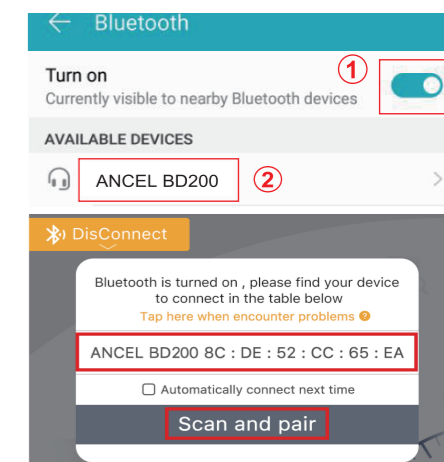 Bluetooth
Turn on
Currently visible to nearby Bluetooth devices
①
AVAILABLE DEVICES
ANCEL BD200
②
DisConnect
Bluetooth is turned on , please find your device
to connect in the table below
Tap here when encounter problems ?
ANCEL BD200 8C : DE : 52 : CC : 65 : EA
Automatically connect next time
Scan and pair